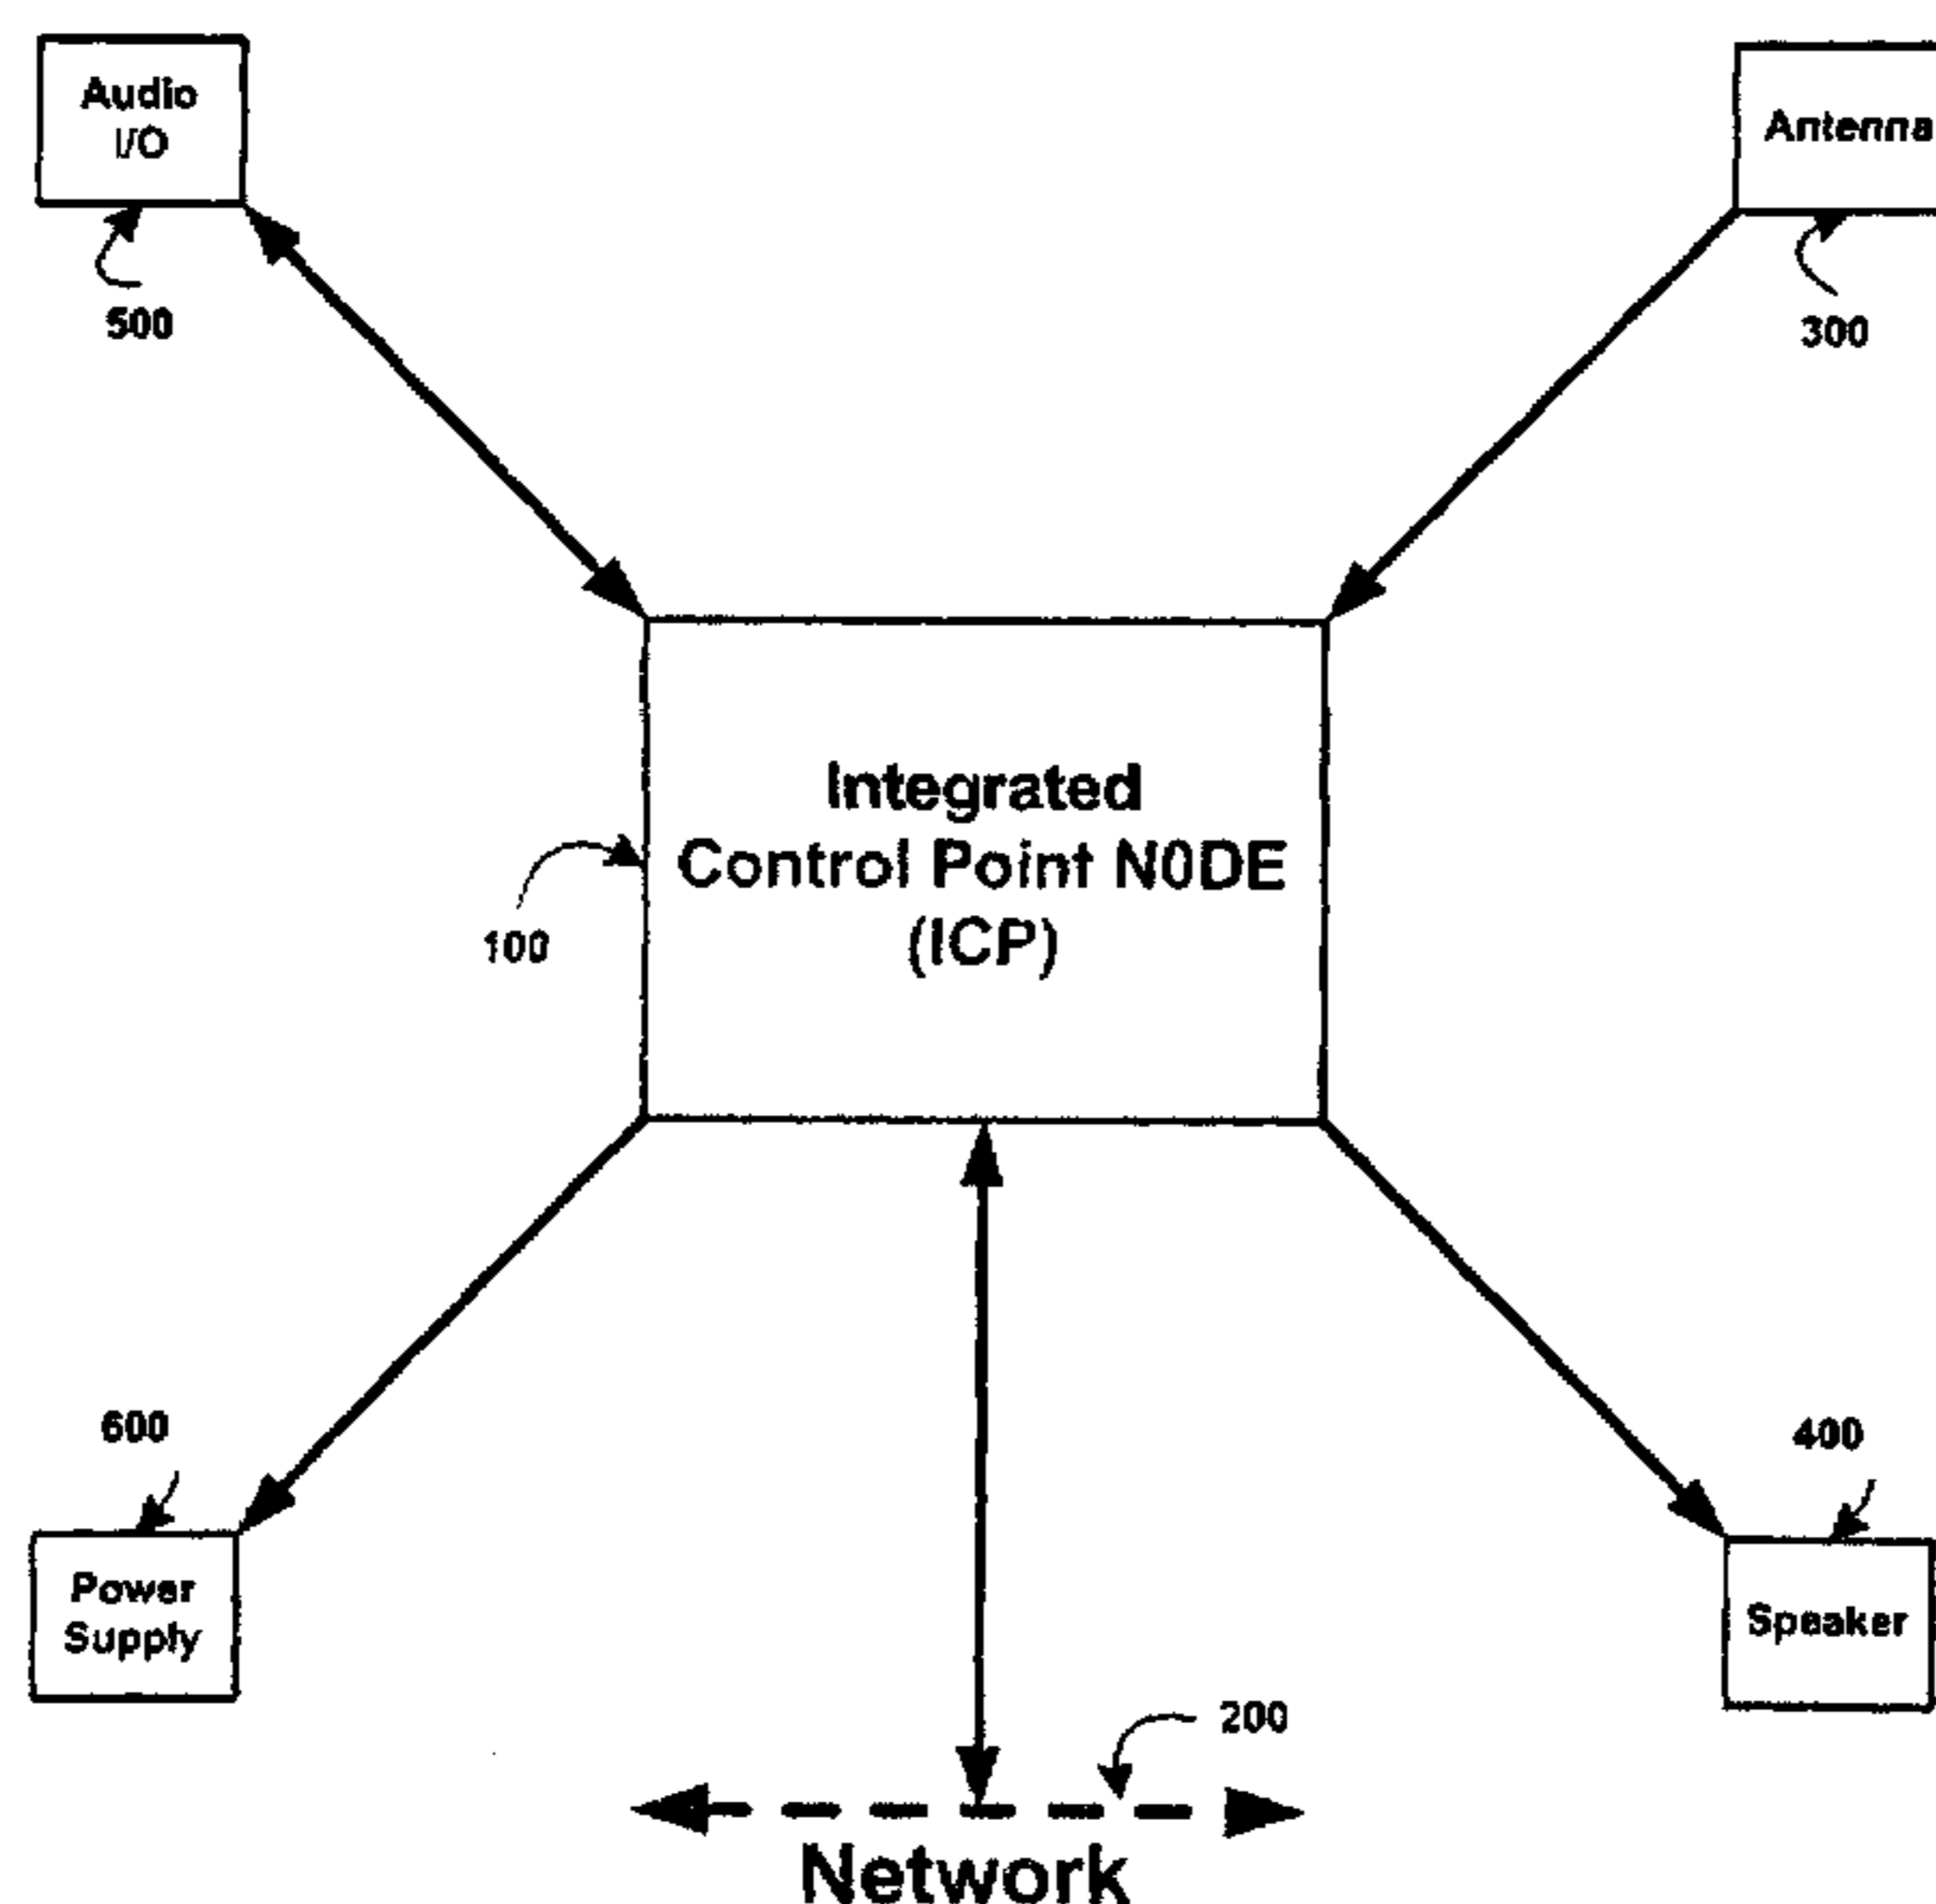 Audio
I/O
Antenna
500
300
Integrated
Control Point N0DE
(ICP)
100
600
400
Power
Supply
Speaker
200
Network